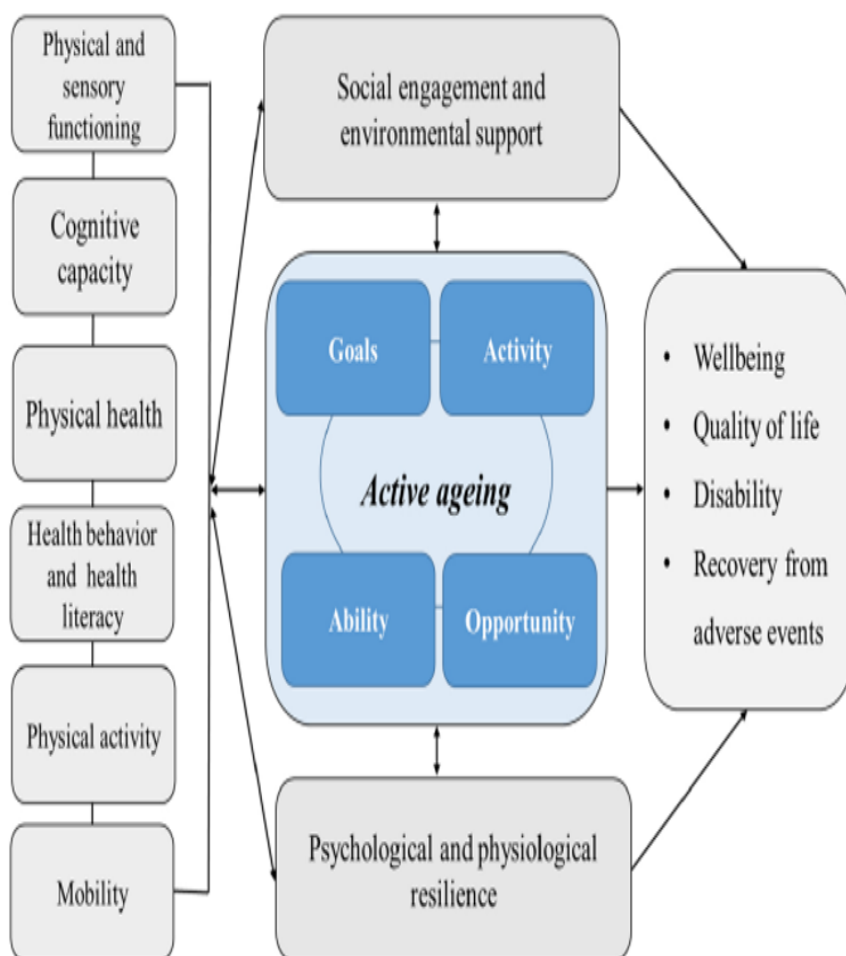 Physical and
sensory
functioning
Cognitive
capacity
Physical health
Health behavior
and health
literacy
Physical activity
Mobility
Social engagement and
environmental support
Goals
Activity
Active ageing
Ability
Opportunity
Psychological and physiological
resilience
• Wellbeing
• Quality of life
• Disability
• Recovery from
adverse events